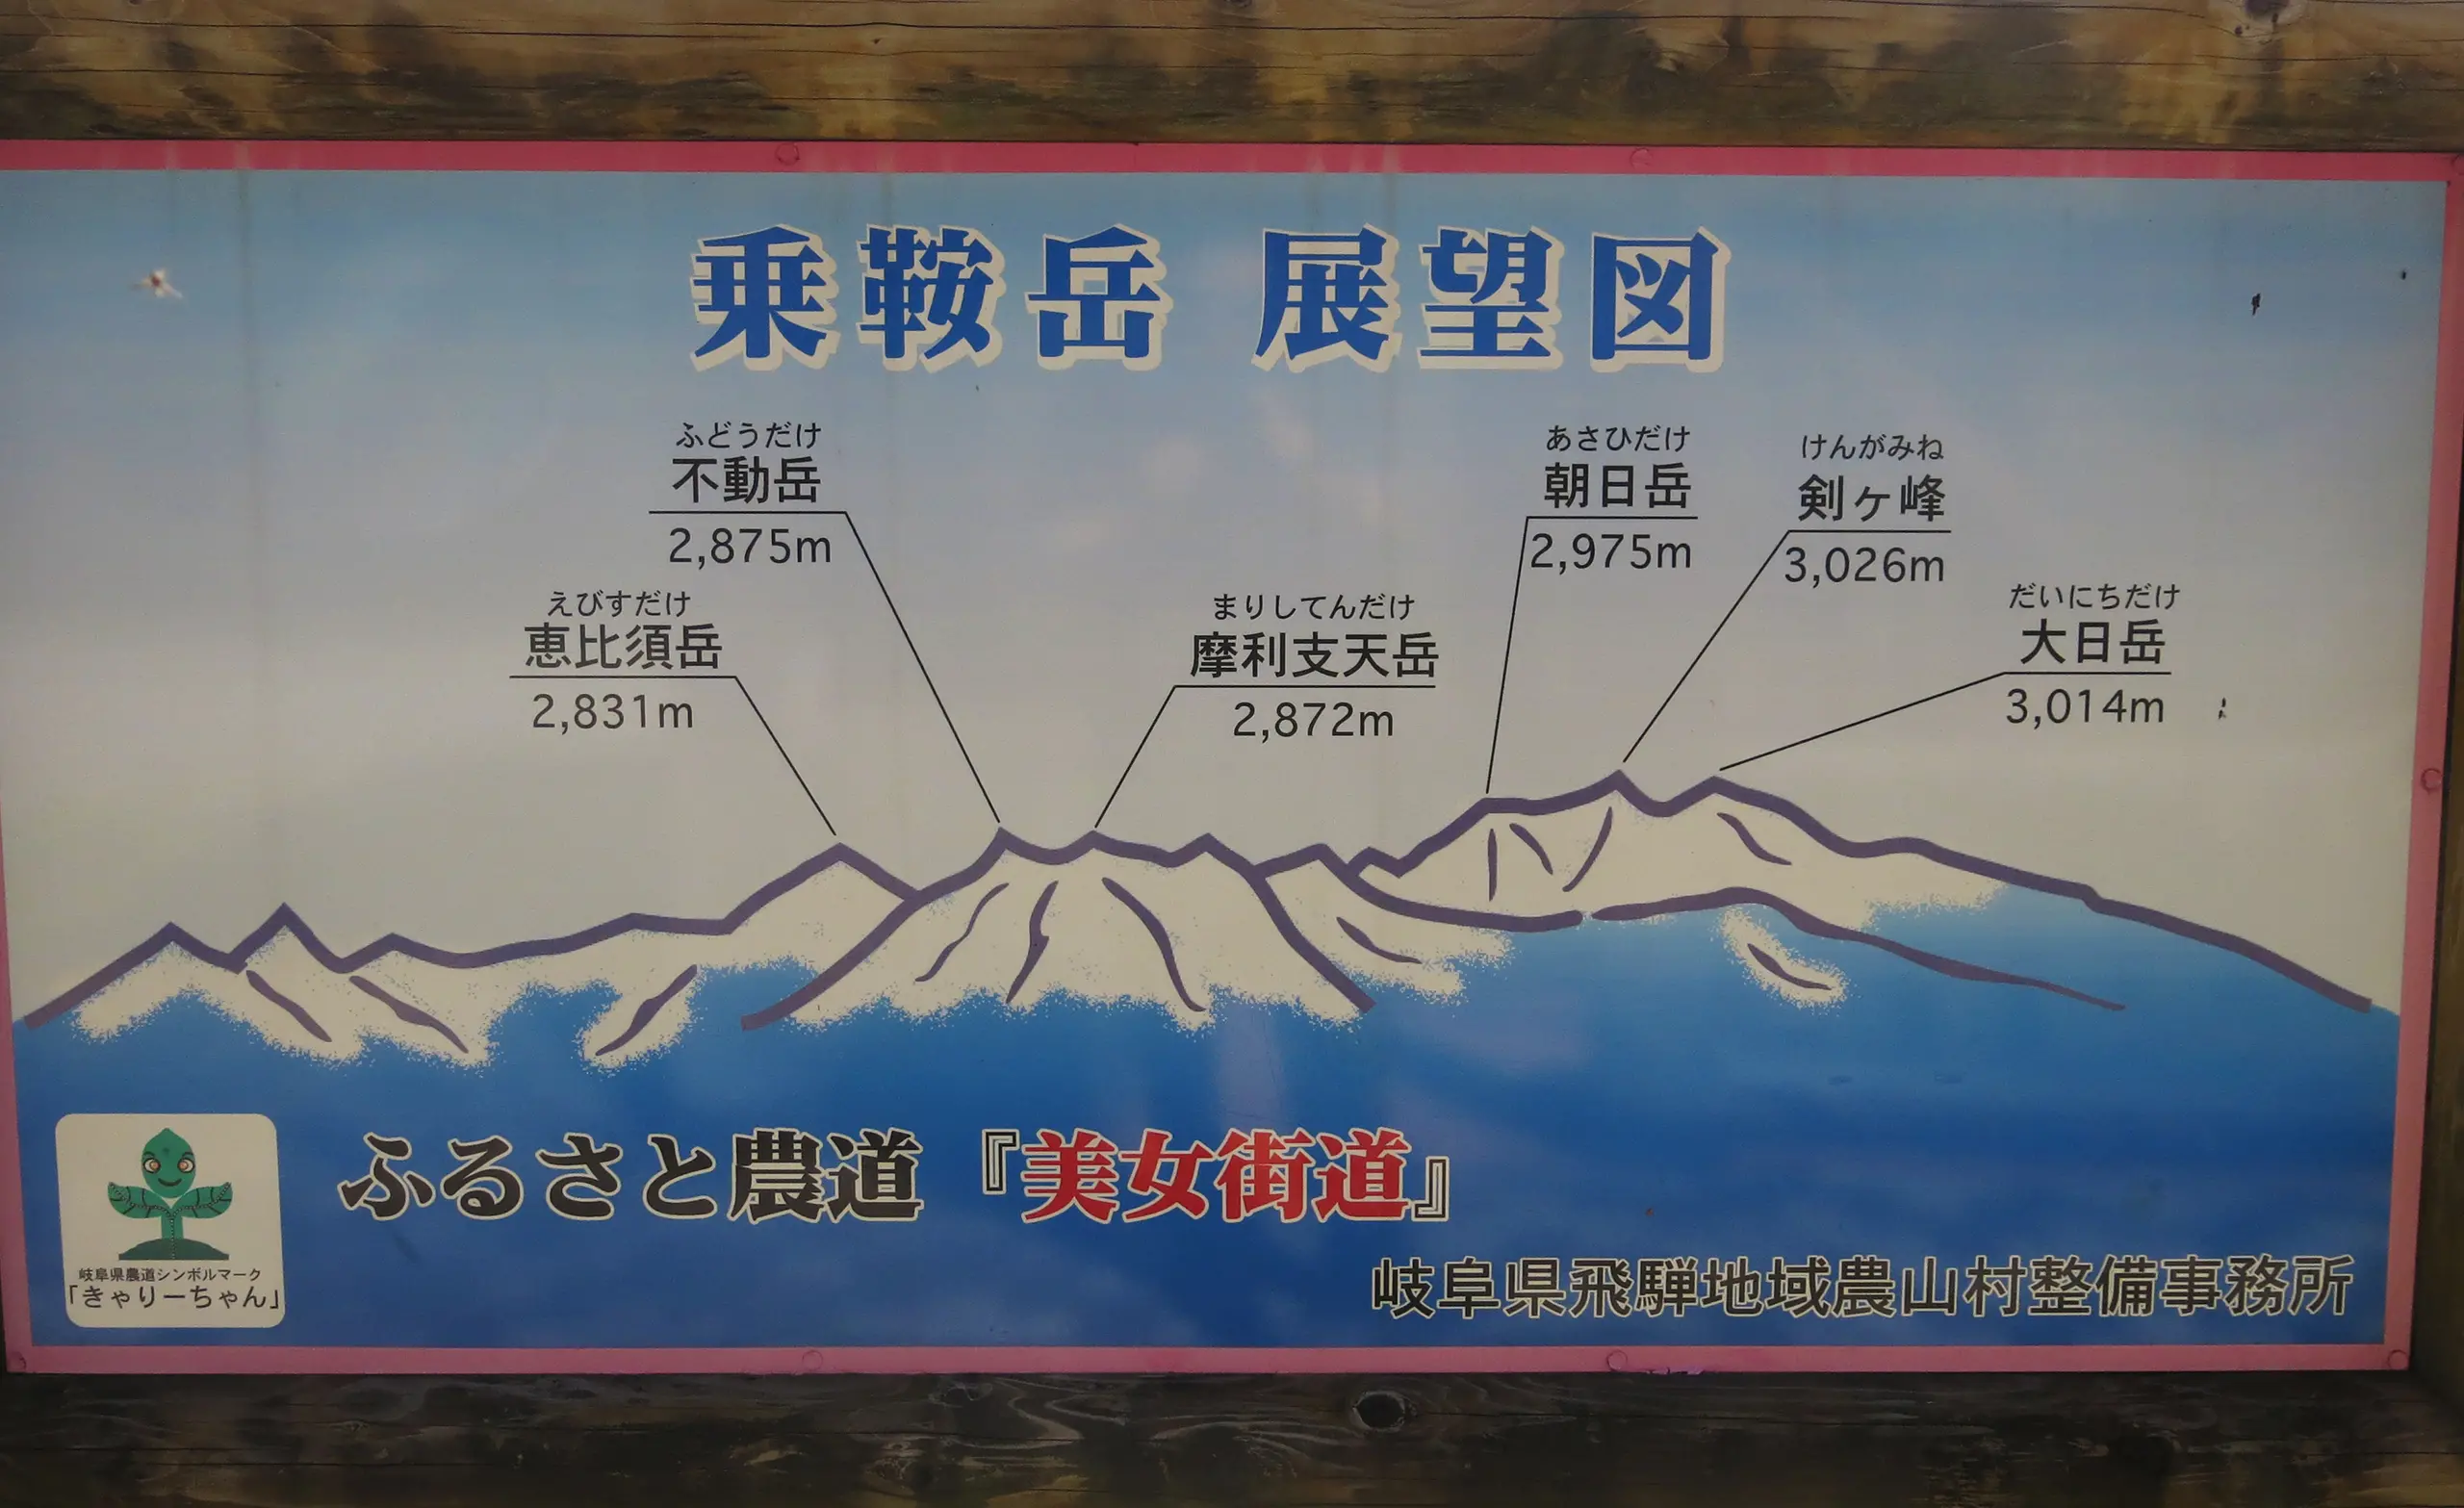 乗鞍岳 展望図
ふどうだけ
不動岳
2,875m
あさひだけ
朝日岳
2,975m
けんがみね
剣ヶ峰
3,026m
えびすだけ
恵比須岳
2,831m
まりしてんだけ
摩利支天岳
2,872m
だいにちだけ
大日岳
3,014m
ふるさと農道『美女街道』
岐阜県農道シンボルマーク
「きゃりーちゃん」
岐阜県飛騨地域農山村整備事務所